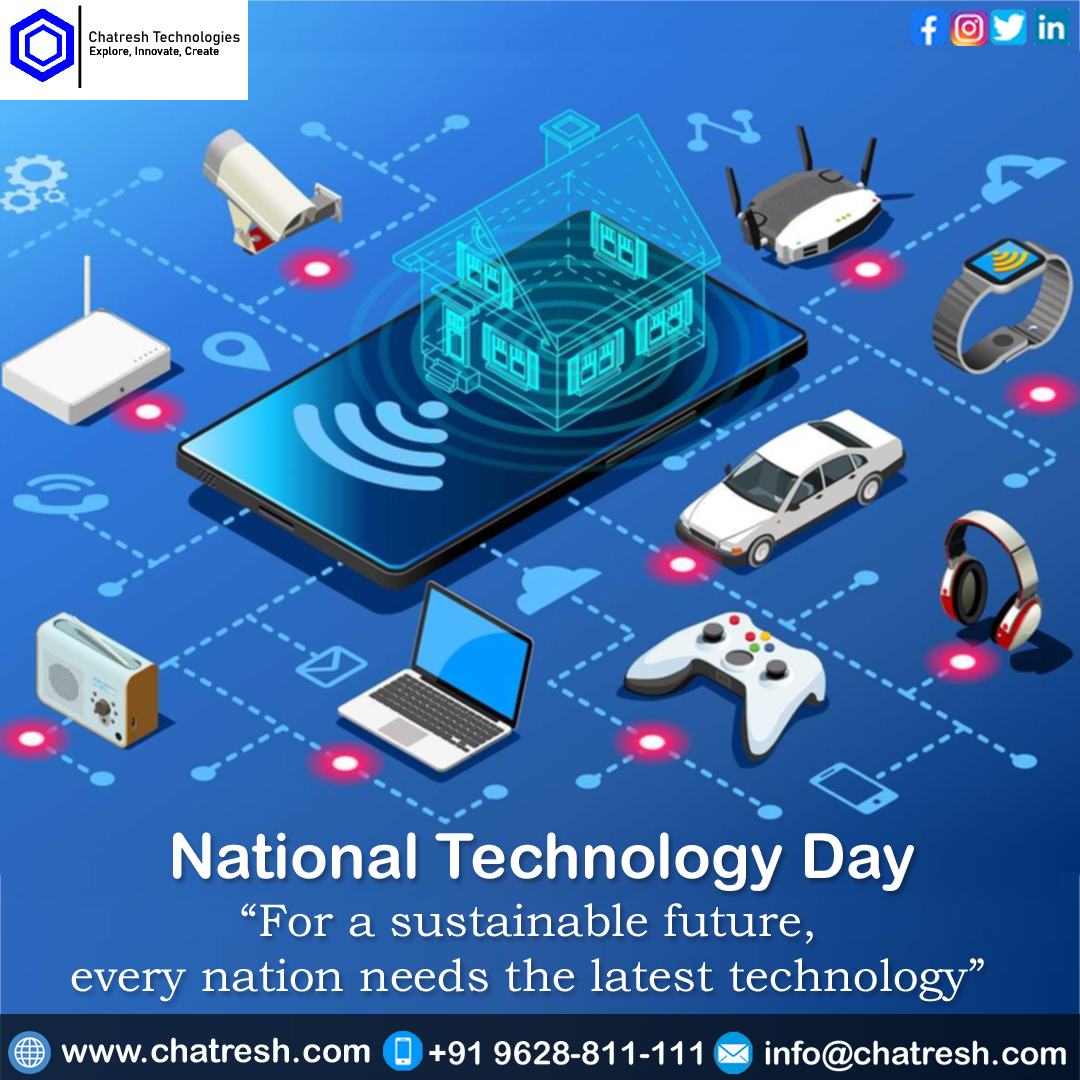 Chatresh Technologies
Explore, Innovate, Create
National Technology Day
“For a sustainable future,
every nation needs the latest technology”
www.chatresh.com +91 9628-811-111 info@chatresh.com